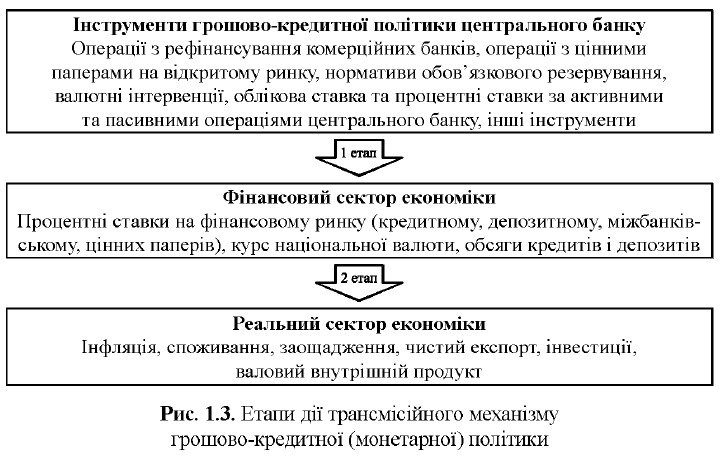 Інструменти грошово-кредитної політики центрального банку
Операції з рефінансування комерційних банків, операції з цінними
паперами на відкритому ринку, нормативи обов’язкового резервування,
валютні інтервенції, облікова ставка та процентні ставки за активними
та пасивними операціями центрального банку, інші інструменти
1 етап
Фінансовий сектор економіки
Процентні ставки на фінансовому ринку (кредитному, депозитному, міжбанків-
ському, цінних паперів), курс національної валюти, обсяги кредитів і депозитів
2 етап
Реальний сектор економіки
Інфляція, споживання, заощадження, чистий експорт, інвестиції,
валовий внутрішній продукт
Рис. 1.3. Етапи дії трансмісійного механізму
грошово-кредитної (монетарної) політики